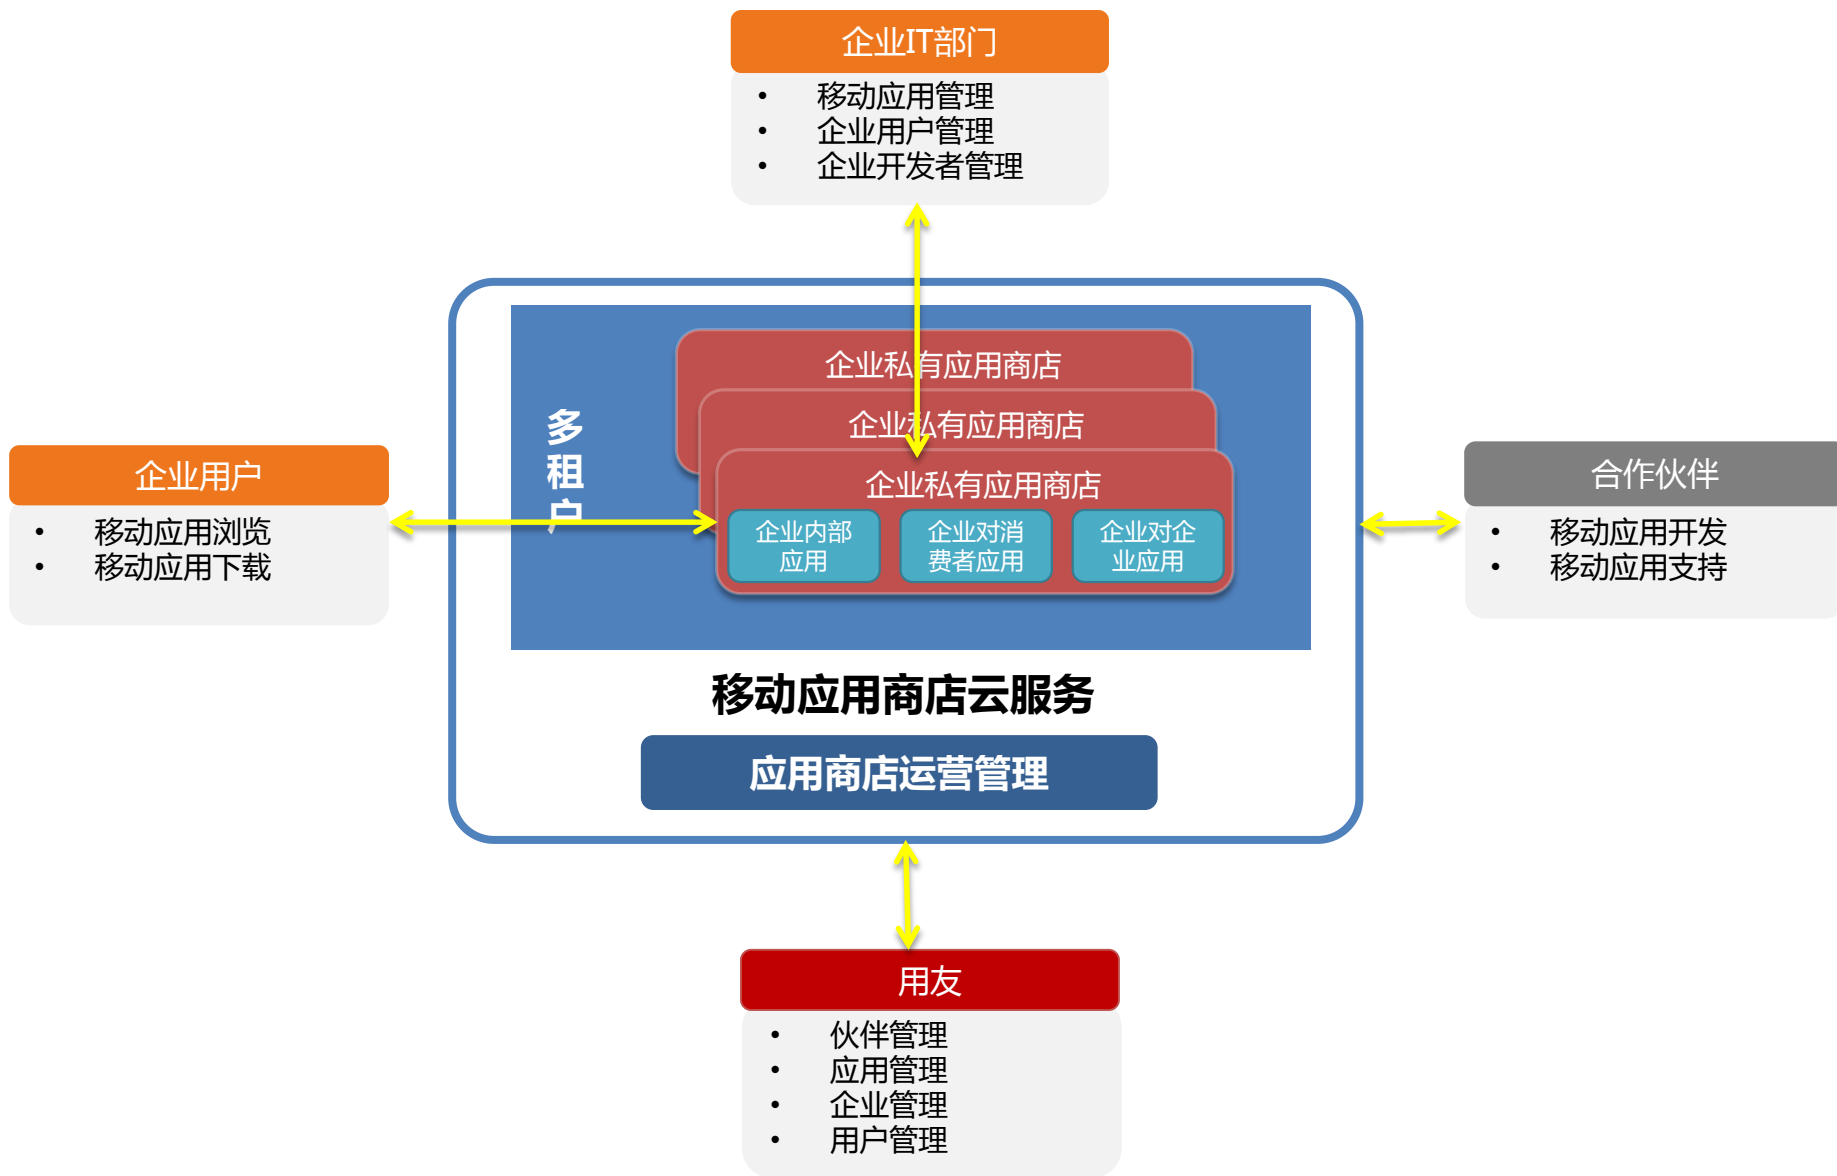 企业IT部门
• 移动应用管理
• 企业用户管理
• 企业开发者管理
企业私有应用商店
企业私有应用商店
企业私有应用商店
企业内部
应用
企业对消
费者应用
企业对企
业应用
多
租
户
企业用户
• 移动应用浏览
• 移动应用下载
合作伙伴
• 移动应用开发
• 移动应用支持
移动应用商店云服务
应用商店运营管理
用友
• 伙伴管理
• 应用管理
• 企业管理
• 用户管理